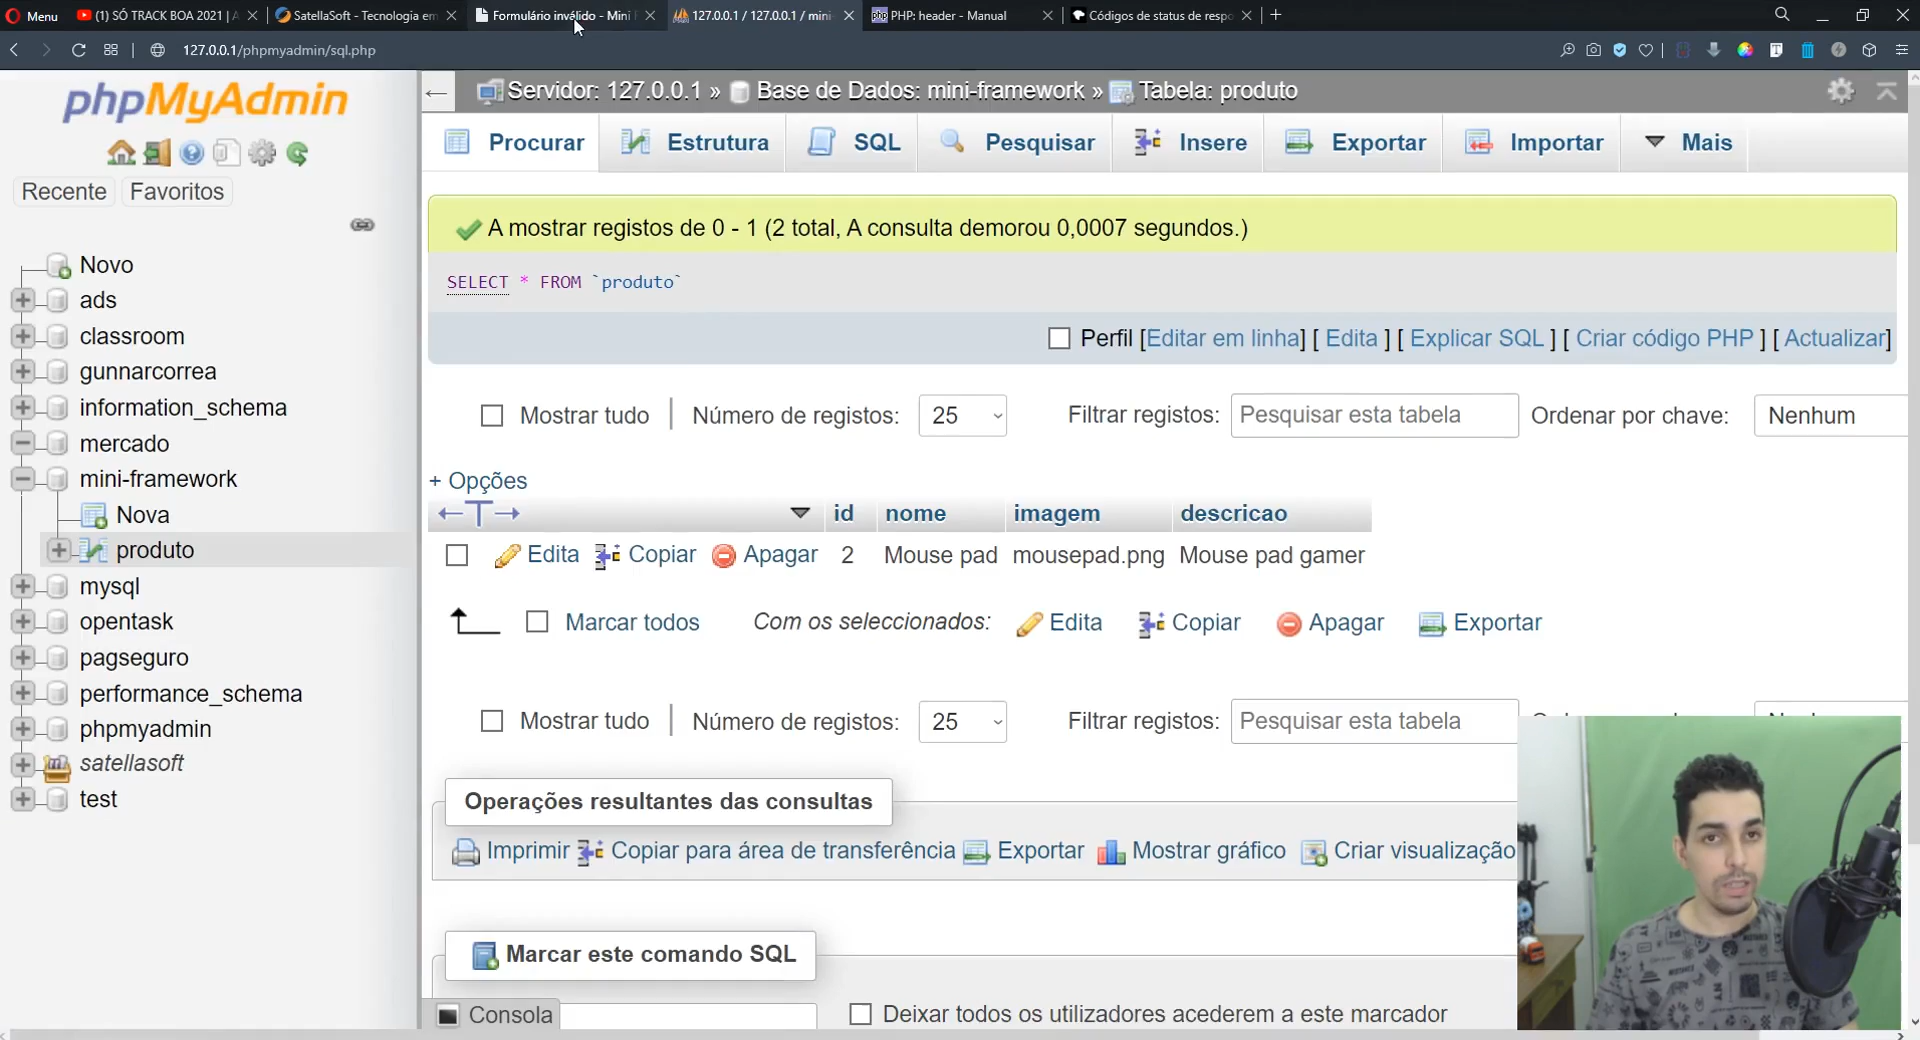 Menu
(1) SÓ TRACK BOA 2021 | A
SatellaSoft - Tecnologia em
Formulário inválido - Mini
127.0.0.1 / 127.0.0.1 / mini-
PHP: header - Manual
Códigos de status de respo
127.0.0.1/phpmyadmin/sql.php
phpMyAdmin
Recente
Favoritos
Novo
ads
classroom
gunnarcorrea
information_schema
mercado
mini-framework
Nova
produto
mysql
opentask
pagseguro
performance_schema
phpmyadmin
satellasoft
test
Servidor: 127.0.0.1 » Base de Dados: mini-framework » Tabela: produto
Procurar
Estrutura
SQL
Pesquisar
Insere
Exportar
Importar
Mais
A mostrar registos de 0 - 1 (2 total, A consulta demorou 0,0007 segundos.)
SELECT * FROM `produto`
Perfil [Editar em linha] [ Edita ] [ Explicar SQL ] [ Criar código PHP ] [ Actualizar]
Mostrar tudo | Número de registos: 25 Filtrar registos: Pesquisar esta tabela Ordenar por chave: Nenhum
+ Opções
←T→ id nome imagem descricao
Edita Copiar Apagar 2 Mouse pad mousepad.png Mouse pad gamer
Marcar todos Com os seleccionados: Edita Copiar Apagar Exportar
Mostrar tudo | Número de registos: 25 Filtrar registos: Pesquisar esta tabela
Operações resultantes das consultas
Imprimir Copiar para área de transferência Exportar Mostrar gráfico Criar visualização
Marcar este comando SQL
Consola
Deixar todos os utilizadores acederem a este marcador